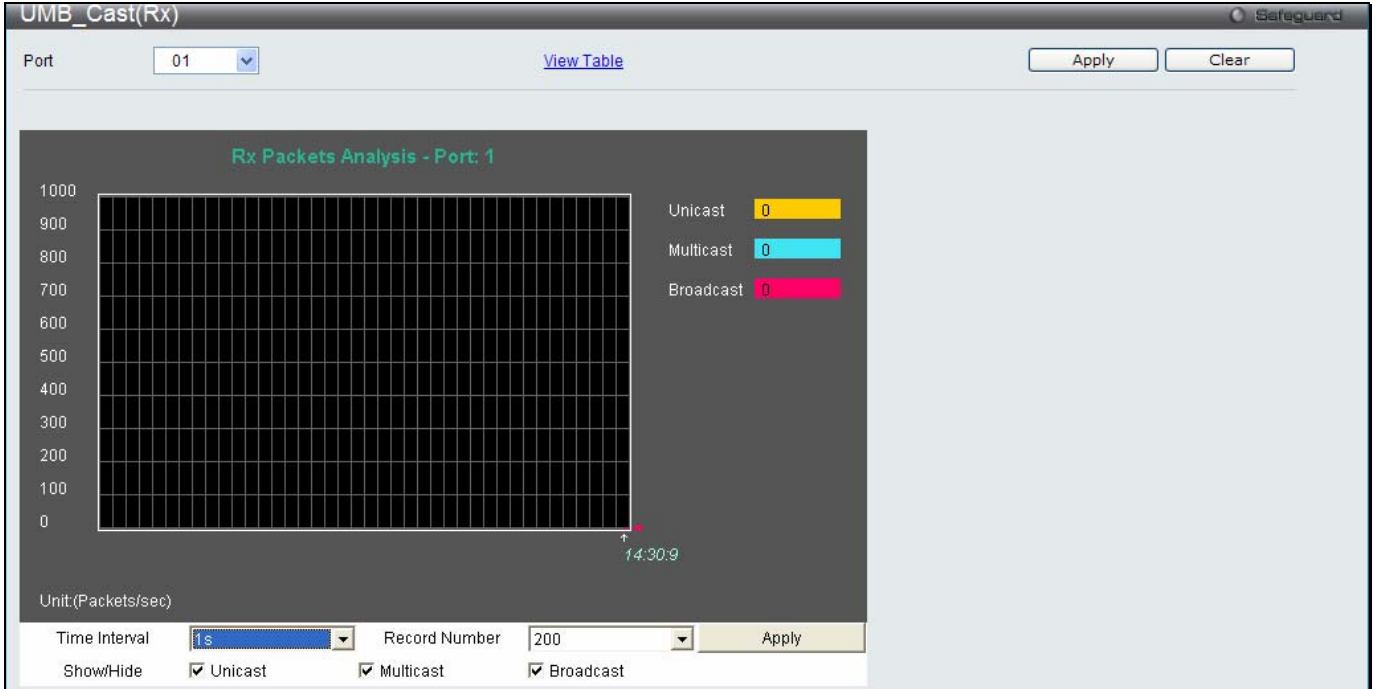 UMB_Cast(Rx) Safeguard
Port 01 View Table Apply Clear
Rx Packets Analysis - Port: 1
1000
900
800
700
600
500
400
300
200
100
0
Unicast 0
Multicast 0
Broadcast 0
14:30:9
Unit:(Packets/sec)
Time Interval 1s Record Number 200 Apply
Show/Hide Unicast Multicast Broadcast